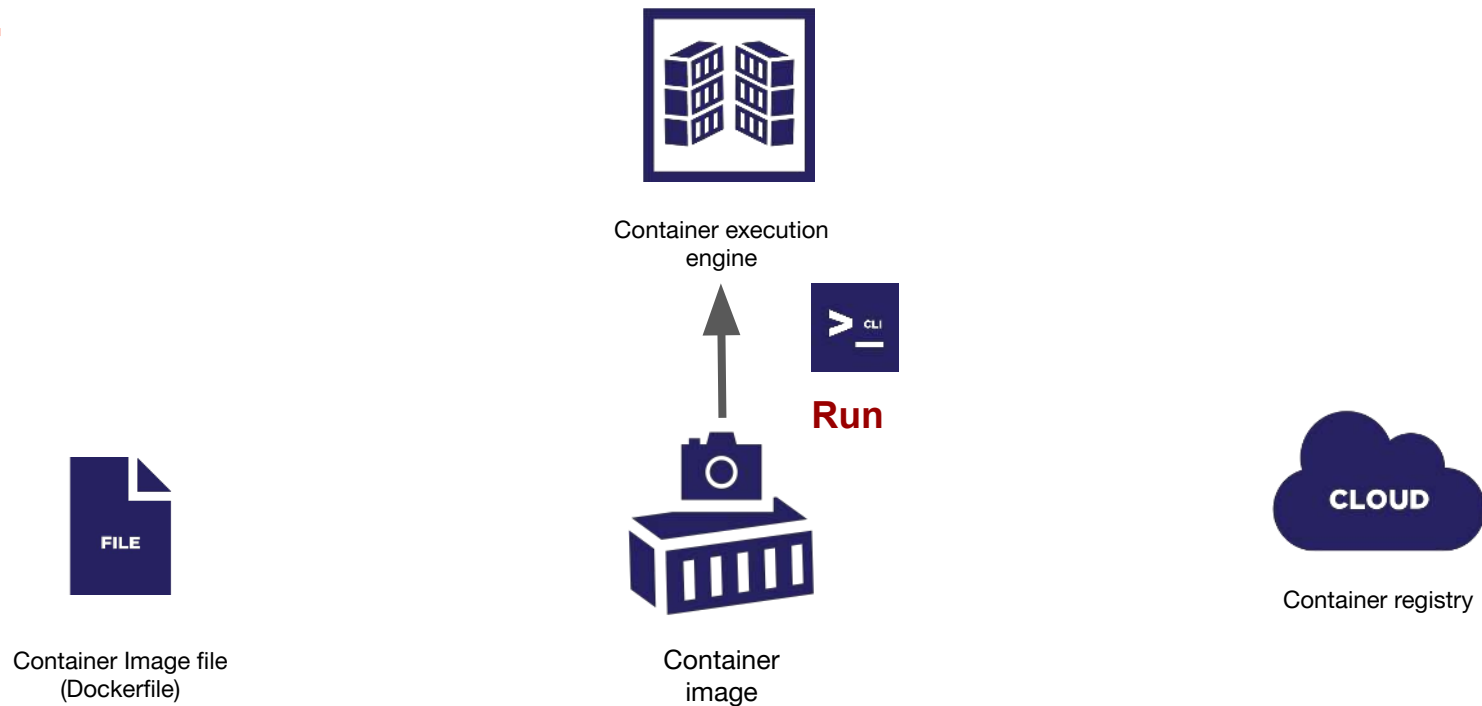 Container execution
engine
>_ CLI
Run
FILE
CLOUD
Container registry
Container Image file
(Dockerfile)
Container
image